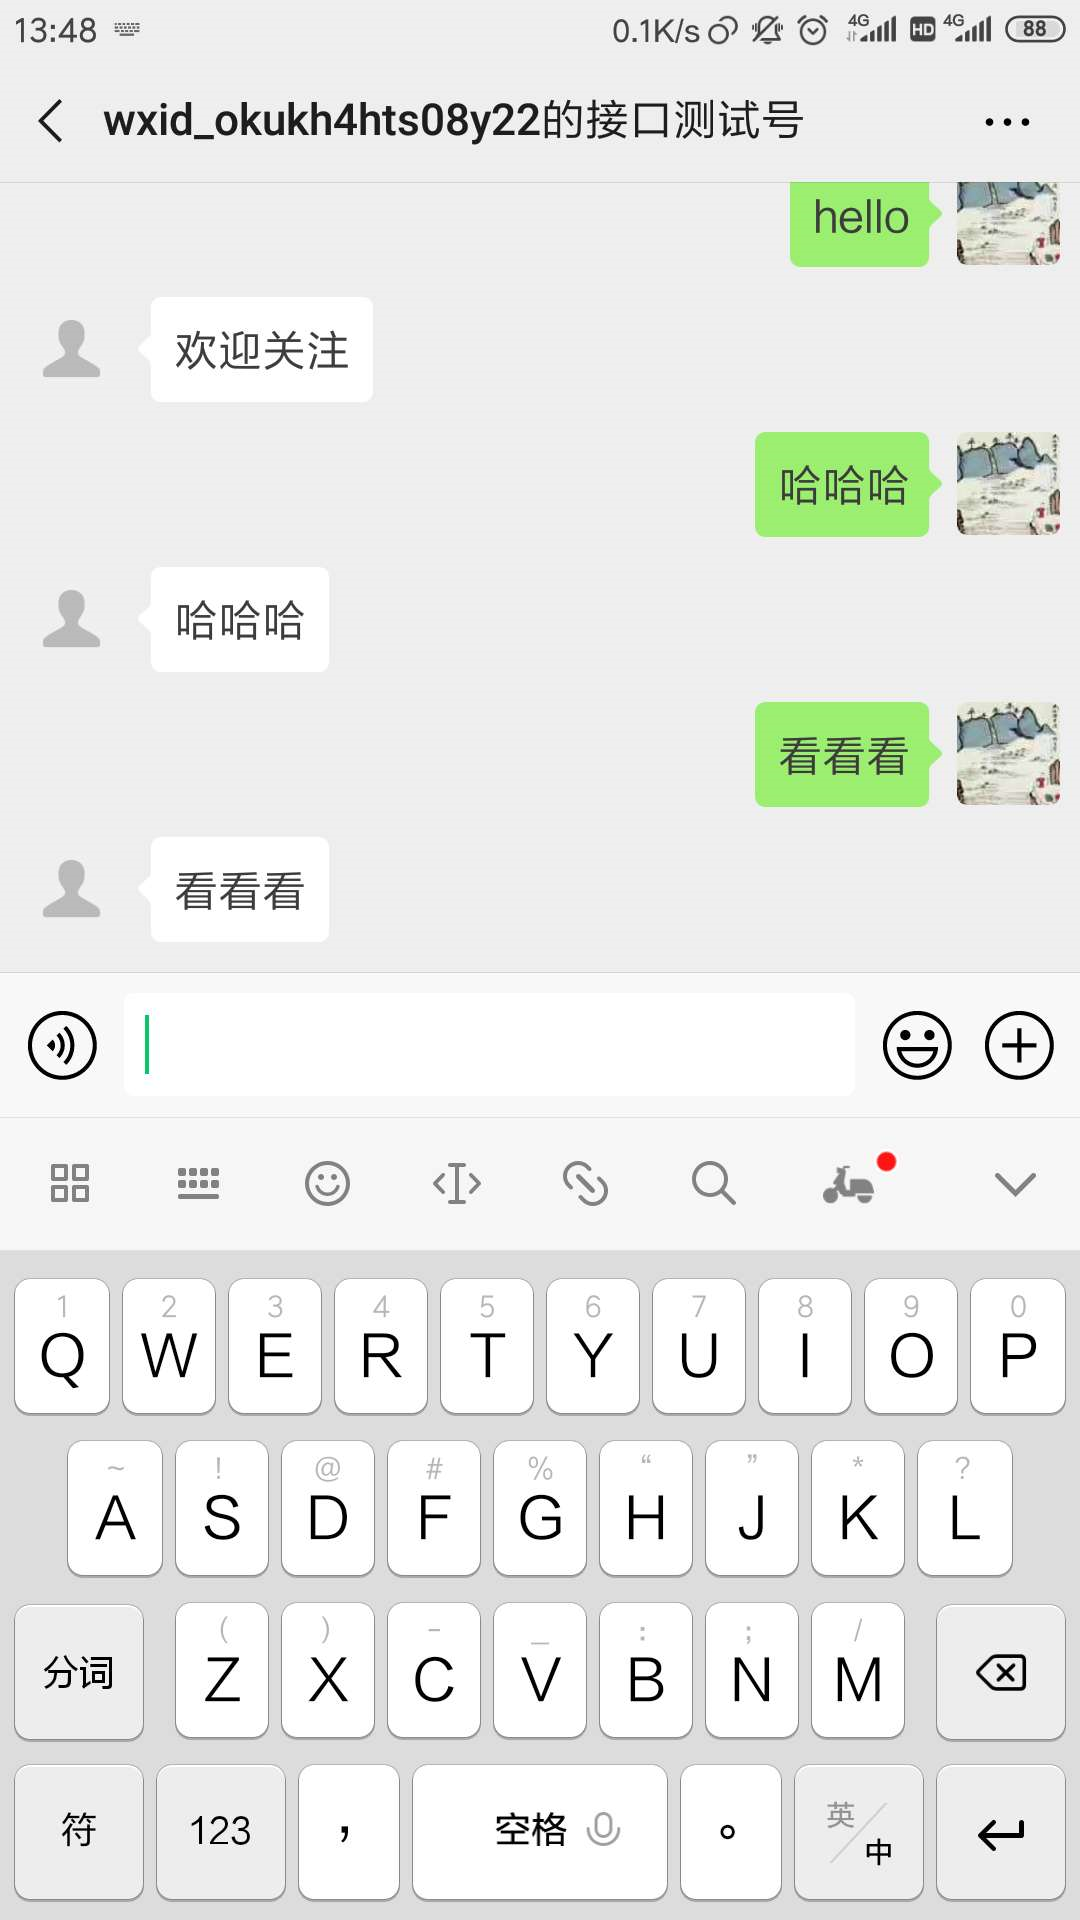 13:48 0.1K/s 4G HD 4G 88
wxid_okukh4hts08y22的接口测试号
hello
欢迎关注
哈哈哈
哈哈哈
看看看
看看看
1 2 3 4 5 6 7 8 9 0
Q W E R T Y U I O P
~ ! @ # % “ ” * ?
A S D F G H J K L
( ) - _ : ; /
分词 Z X C V B N M
符 123 ， 空格 。 英/中